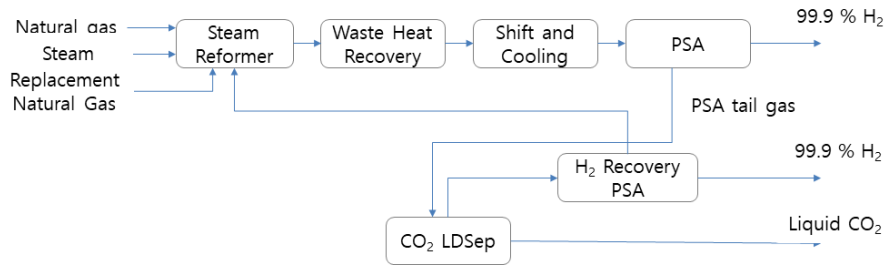 Natural gas
Steam
Replacement
Natural Gas
Steam
Reformer
Waste Heat
Recovery
Shift and
Cooling
PSA
99.9 % H₂
PSA tail gas
H₂ Recovery
PSA
99.9 % H₂
CO₂ LDSep
Liquid CO₂